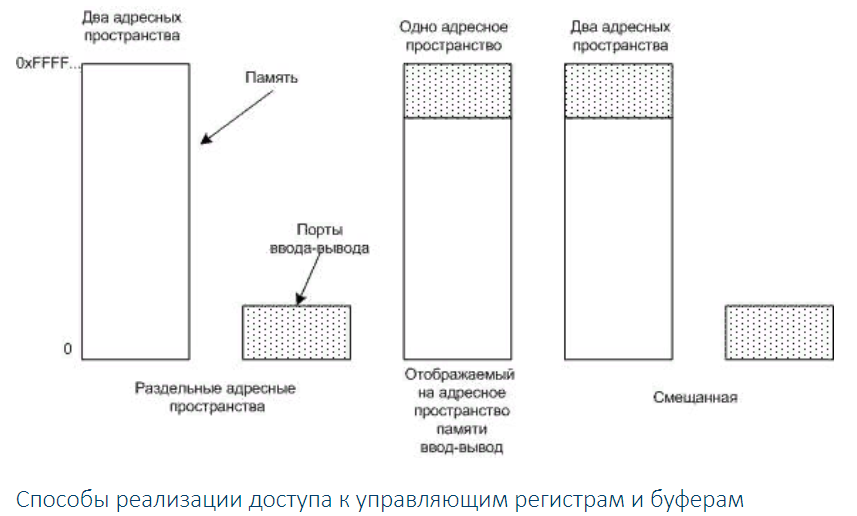 Два адресных
пространства
Одно адресное
пространство
Два адресных
пространства
0xFFFF...
Память
Порты
ввода-вывода
0
Раздельные адресные
пространства
Отображаемый
на адресное
пространство
памяти
ввод-вывод
Смещанная
Способы реализации доступа к управляющим регистрам и буферам